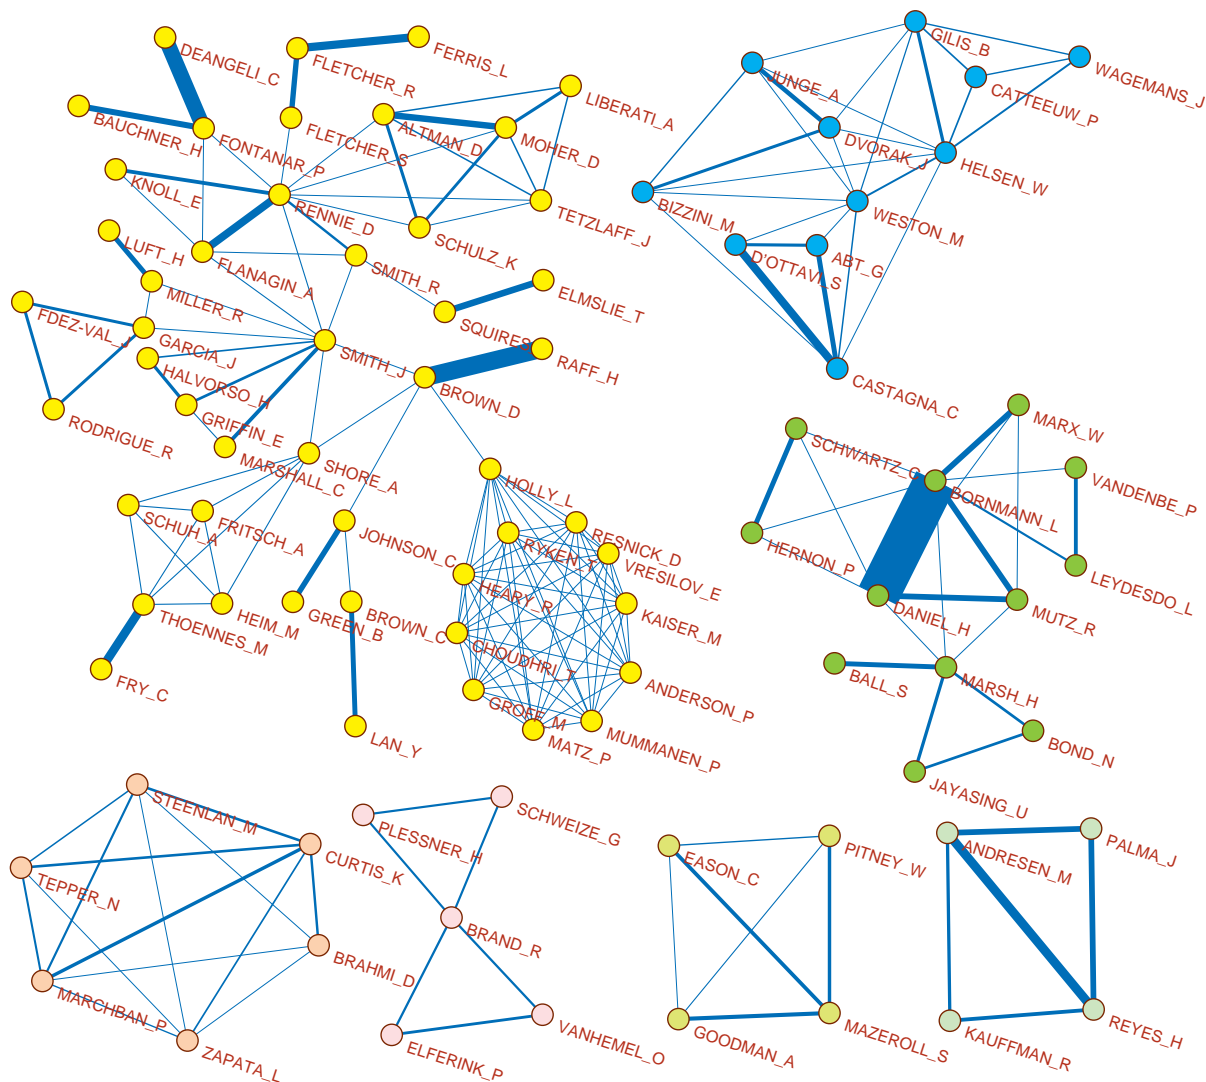 DEANGELI_C
FLETCHER_R
FERRIS_L
BAUCHNER_H
FONTANAR_P
FLETCHER_S
ALTMAN_D
MOHER_D
LIBERATI_A
KNOLL_E
RENNIE_D
TETZLAFF_J
SCHULZ_K
LUFT_H
FLANAGIN_A
SMITH_R
ELMSLIE_T
MILLER_R
SQUIRES
FDEZ-VAL_J
GARCIA_J
SMITH_J
RAFF_H
HALVORSO_H
BROWN_D
GRIFFIN_E
RODRIGUE_R
MARSHALL_C
SHORE_A
HOLLY_L
SCHUH_A
FRITSCH_A
JOHNSON_C
RYKEN_T
RESNICK_D
VRESILOV_E
HEARY_R
KAISER_M
THOENNES_M
HEIM_M
GREEN_B
BROWN_C
CHOUDHRI_T
ANDERSON_P
FRY_C
GROFF_M
MATZ_P
MUMMANEN_P
LAN_Y
GILIS_B
WAGEMANS_J
JUNGE_A
CATTEEUW_P
DVORAK_J
HELSEN_W
BIZZINI_M
WESTON_M
D'OTTAVI_S
ABT_G
CASTAGNA_C
MARX_W
SCHWARTZ_G
BORNMANN_L
VANDENBE_P
HERNON_P
LEYDESDO_L
DANIEL_H
MUTZ_R
BALL_S
MARSH_H
BOND_N
JAYASING_U
STEENLAN_M
CURTIS_K
TEPPER_N
BRAHMI_D
MARCHBAN_P
ZAPATA_L
PLESSNER_H
SCHWEIZE_G
BRAND_R
VANHEMEL_O
ELFERINK_P
EASON_C
PITNEY_W
GOODMAN_A
MAZEROLL_S
ANDRESEN_M
PALMA_J
KAUFFMAN_R
REYES_H